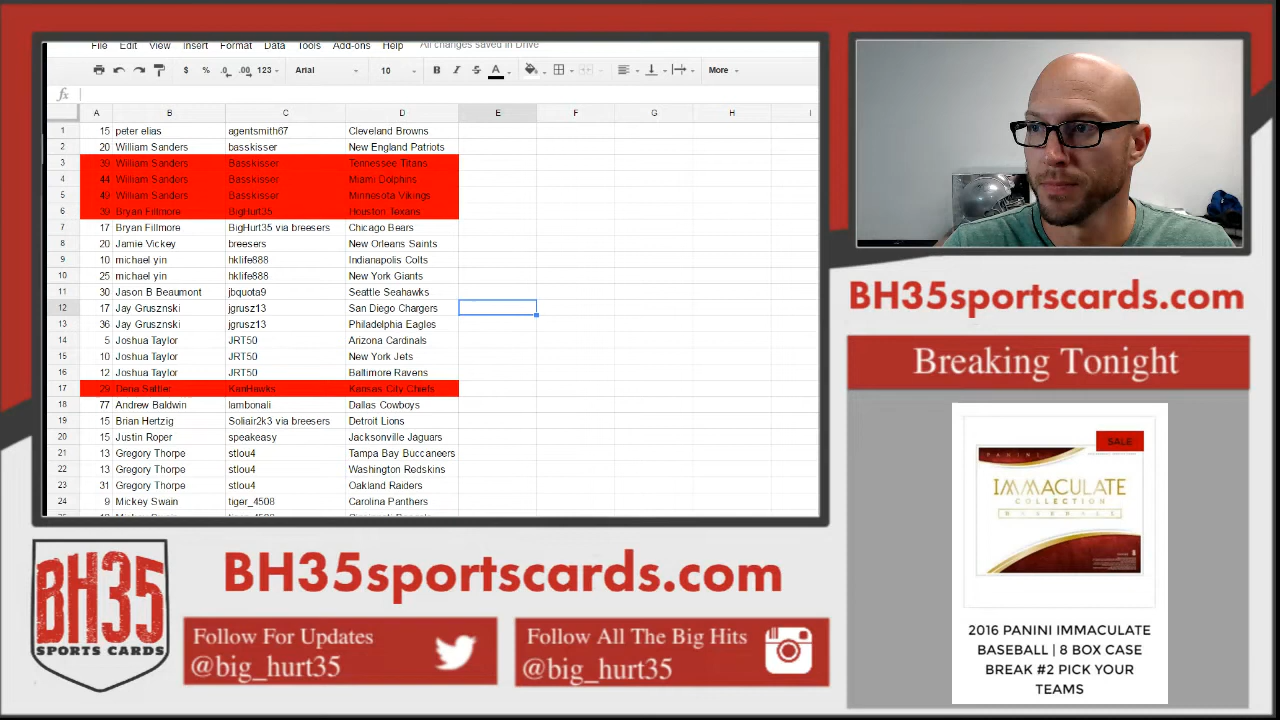 File Edit View Insert Format Data Tools Add-ons Help All changes saved in Drive
$ % .0 .00 123 Arial 10 B I S A More
fx
A B C D E F G H I
1 15 peter elias agentsmith67 Cleveland Browns
2 20 William Sanders basskisser New England Patriots
3 39 William Sanders Basskisser Tennessee Titans
4 44 William Sanders Basskisser Miami Dolphins
5 49 William Sanders Basskisser Minnesota Vikings
6 39 Bryan Fillmore BigHurt35 Houston Texans
7 17 Bryan Fillmore BigHurt35 via breesers Chicago Bears
8 20 Jamie Vickey breesers New Orleans Saints
9 10 michael yin hklife888 Indianapolis Colts
10 25 michael yin hklife888 New York Giants
11 30 Jason B Beaumont jbquota9 Seattle Seahawks
12 17 Jay Grusznski jgrusz13 San Diego Chargers
13 36 Jay Grusznski jgrusz13 Philadelphia Eagles
14 5 Joshua Taylor JRT50 Arizona Cardinals
15 10 Joshua Taylor JRT50 New York Jets
16 12 Joshua Taylor JRT50 Baltimore Ravens
17 29 Dena Sattler KanHawks Kansas City Chiefs
18 77 Andrew Baldwin lambonali Dallas Cowboys
19 15 Brian Hertzig Soliair2k3 via breesers Detroit Lions
20 15 Justin Roper speakeasy Jacksonville Jaguars
21 13 Gregory Thorpe stlou4 Tampa Bay Buccaneers
22 13 Gregory Thorpe stlou4 Washington Redskins
23 31 Gregory Thorpe stlou4 Oakland Raiders
24 9 Mickey Swain tiger_4508 Carolina Panthers
BH35sportscards.com
Breaking Tonight
SALE
PANINI
IMMACULATE
COLLECTION
BASEBALL
2016 PANINI IMMACULATE
BASEBALL | 8 BOX CASE
BREAK #2 PICK YOUR
TEAMS
BH35
SPORTS CARDS
BH35sportscards.com
Follow For Updates
@big_hurt35
Follow All The Big Hits
@big_hurt35